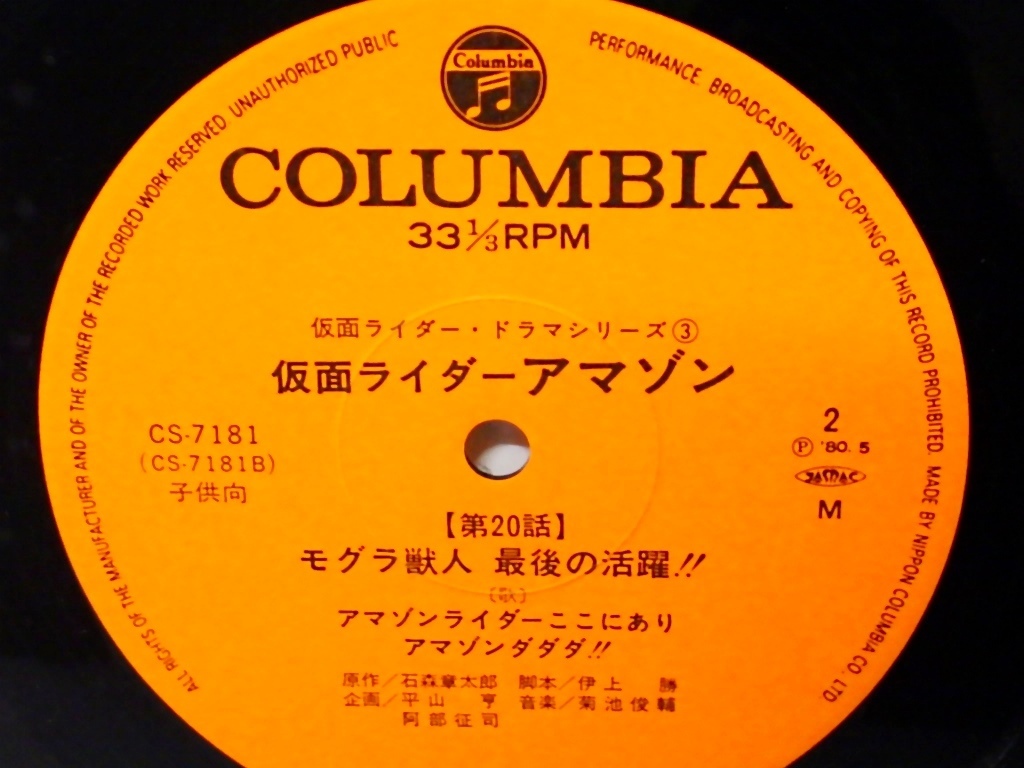 ALL RIGHTS OF THE MANUFACTURER AND OF THE OWNER OF THE RECORDED WORK RESERVED. UNAUTHORIZED PUBLIC PERFORMANCE. BROADCASTING AND COPYING OF THIS RECORD PROHIBITED. MADE BY NIPPON COLUMBIA CO., LTD
Columbia
COLUMBIA
33 1/3 RPM
仮面ライダー・ドラマシリーズ③
仮面ライダーアマゾン
CS-7181
(CS-7181B)
子供向
2
Ⓟ '80. 5
JASRAC
M
【第20話】
モグラ獣人 最後の活躍!!
〔歌〕
アマゾンライダーここにあり
アマゾンダダダ!!
原作/石森章太郎 脚本/伊上 勝
企画/平山 亨 音楽/菊池俊輔
阿部征司